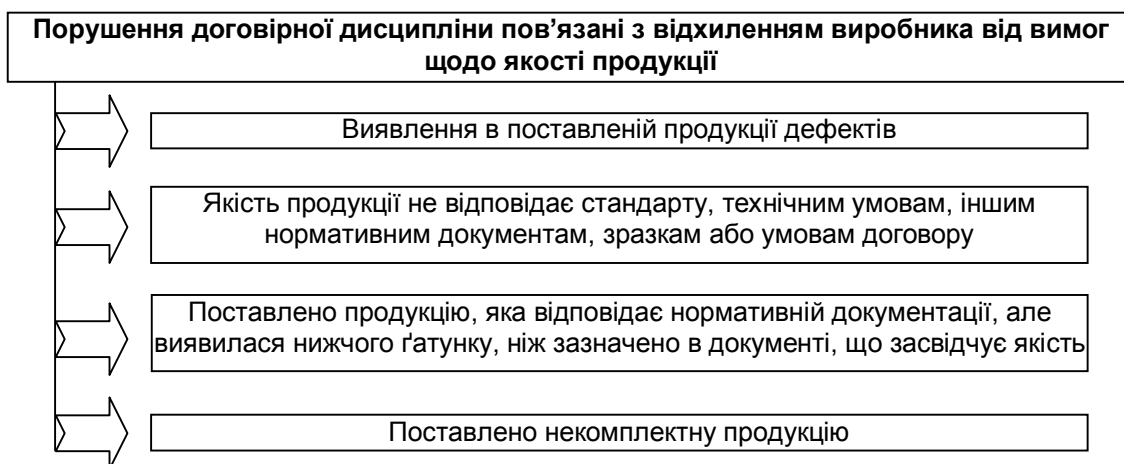 Порушення договірної дисципліни пов’язані з відхиленням виробника від вимог
щодо якості продукції
Виявлення в поставленій продукції дефектів
Якість продукції не відповідає стандарту, технічним умовам, іншим
нормативним документам, зразкам або умовам договору
Поставлено продукцію, яка відповідає нормативній документації, але
виявилася нижчого ґатунку, ніж зазначено в документі, що засвідчує якість
Поставлено некомплектну продукцію